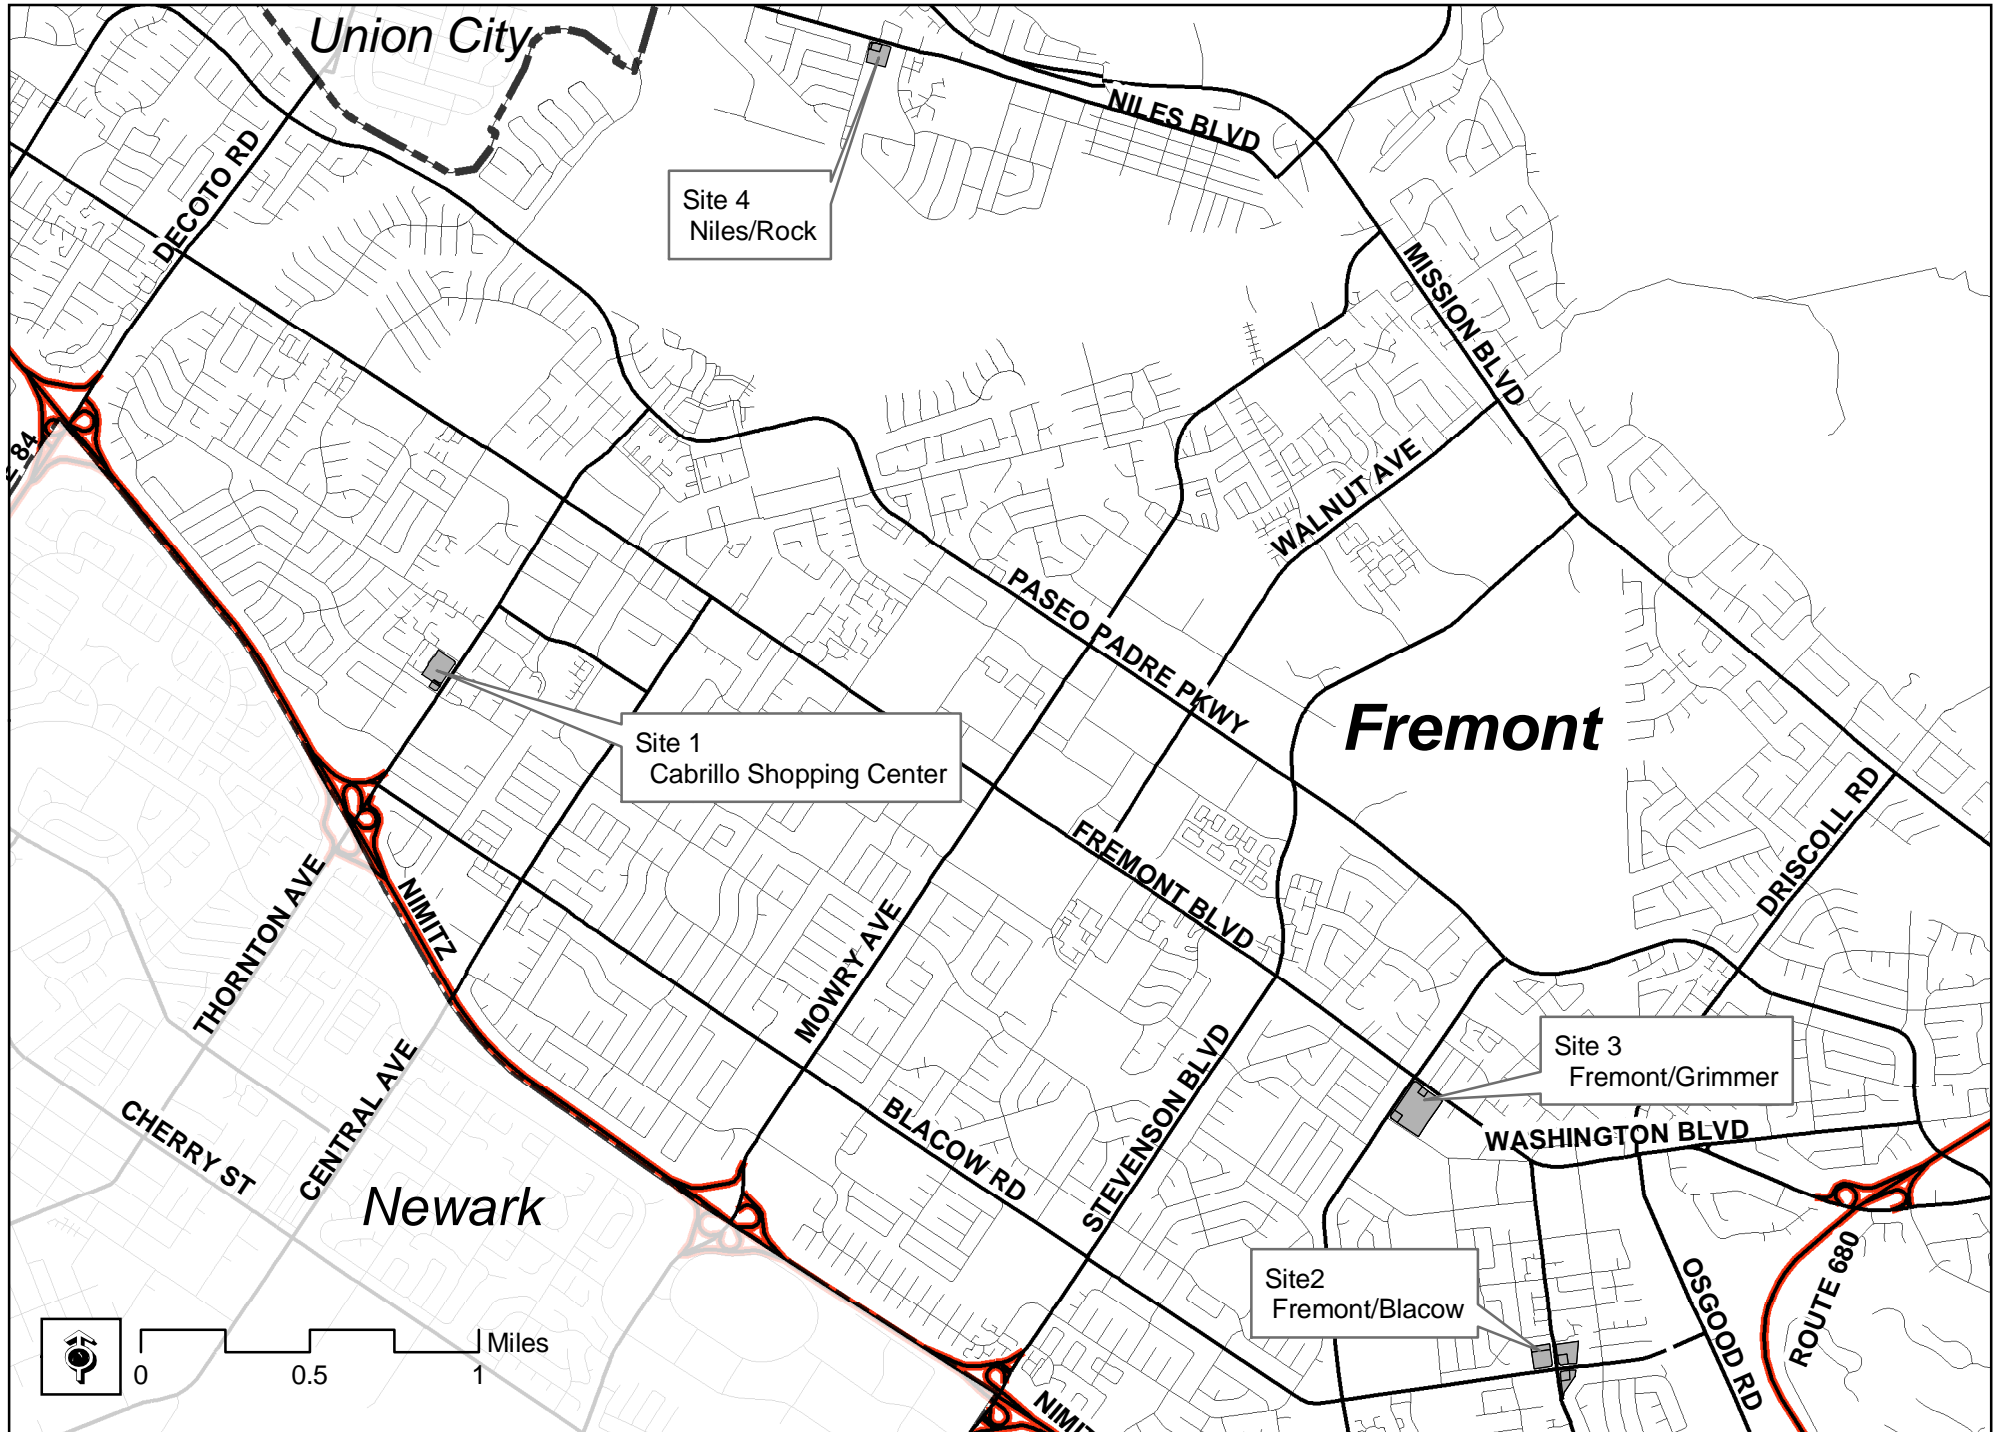 Union City
NILES BLVD
DECOTO RD
Site 4
Niles/Rock
MISSION BLVD
E 84
WALNUT AVE
PASEO PADRE PKWY
Site 1
Cabrillo Shopping Center
Fremont
DRISCOLL RD
FREMONT BLVD
THORNTON AVE
NIMITZ
MOWRY AVE
Site 3
Fremont/Grimmer
STEVENSON BLVD
CENTRAL AVE
CHERRY ST
BLACOW RD
WASHINGTON BLVD
Newark
Site2
Fremont/Blacow
OSGOOD RD
ROUTE 680
Miles
0
0.5
1
NIMIT